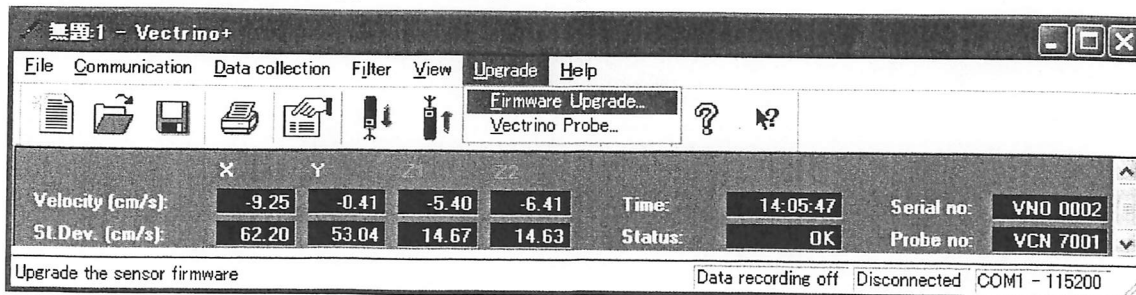 無題:1 - Vectrino+
File Communication Data collection Filter View Upgrade Help
Firmware Upgrade...
Vectrino Probe...
X Y Z1 Z2
Velocity (cm/s): -9.25 -0.41 -5.40 -6.41 Time: 14:05:47 Serial no: VNO 0002
St.Dev. (cm/s): 62.20 53.04 14.67 14.63 Status: OK Probe no: VCN 7001
Upgrade the sensor firmware Data recording off Disconnected COM1 - 115200